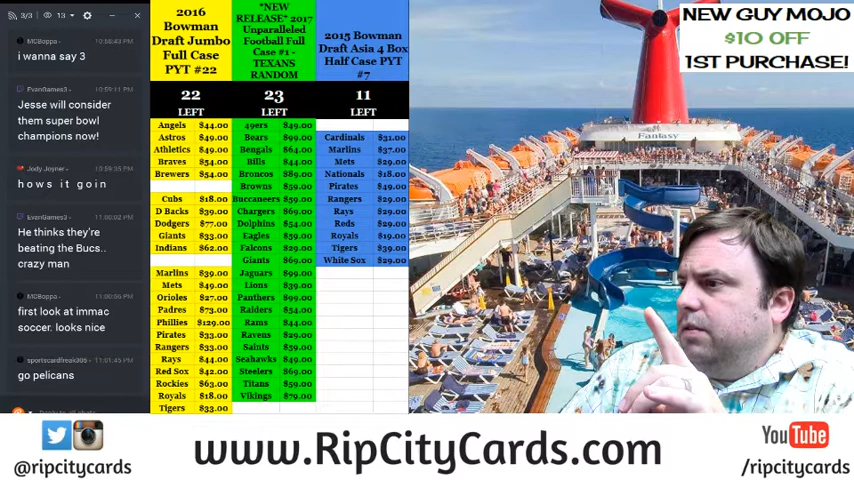 3/3 13
MCBoppo 10:56:43 PM
i wanna say 3
EvanGames3 10:59:11 PM
Jesse will consider
them super bowl
champions now!
Jody Joyner 10:59:35 PM
h o w s i t g o i n
EvanGames3 11:00:02 PM
He thinks they're
beating the Bucs..
crazy man
MCBoppo 11:00:56 PM
first look at immac
soccer. looks nice
sportscardfreak305 11:01:45 PM
go pelicans
2016
Bowman
Draft Jumbo
Full Case
PYT #22
22
LEFT
Angels $44.00
Astros $49.00
Athletics $49.00
Braves $54.00
Brewers $54.00
Cubs $18.00
D Backs $39.00
Dodgers $77.00
Giants $33.00
Indians $62.00
Marlins $39.00
Mets $49.00
Orioles $27.00
Padres $73.00
Phillies $129.00
Pirates $33.00
Rangers $33.00
Rays $44.00
Red Sox $42.00
Rockies $63.00
Royals $18.00
Tigers $33.00
*NEW
RELEASE* 2017
Unparalleled
Football Full
Case #1 -
TEXANS
RANDOM
23
LEFT
49ers $49.00
Bears $99.00
Bengals $64.00
Bills $44.00
Broncos $89.00
Browns $59.00
Buccaneers $59.00
Chargers $69.00
Dolphins $54.00
Eagles $59.00
Falcons $29.00
Giants $69.00
Jaguars $99.00
Lions $39.00
Panthers $99.00
Raiders $54.00
Rams $44.00
Ravens $29.00
Saints $59.00
Seahawks $49.00
Steelers $69.00
Titans $59.00
Vikings $79.00
2015 Bowman
Draft Asia 4 Box
Half Case PYT
#7
11
LEFT
Cardinals $31.00
Marlins $37.00
Mets $29.00
Nationals $18.00
Pirates $49.00
Rangers $29.00
Rays $29.00
Reds $29.00
Royals $19.00
Tigers $39.00
White Sox $29.00
Fantasy
NEW GUY MOJO
$10 OFF
1ST PURCHASE!
@ripcitycards
www.RipCityCards.com
You Tube
/ripcitycards